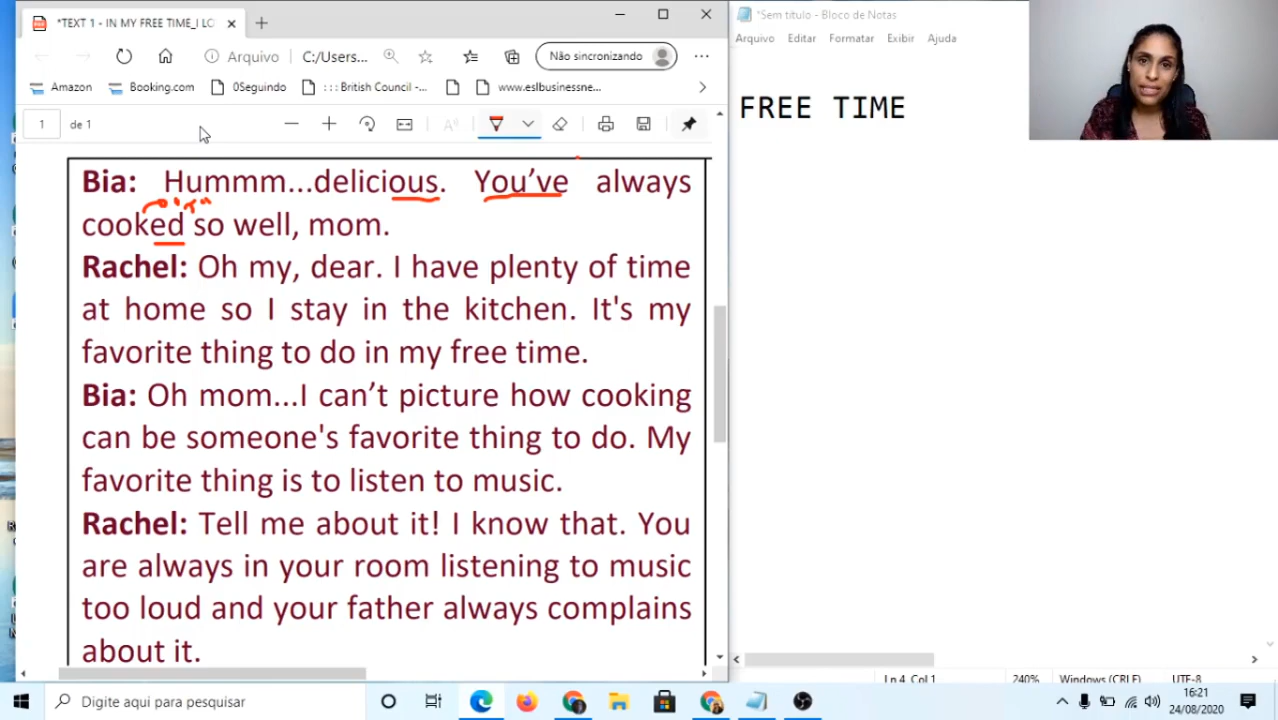 *TEXT 1 - IN MY FREE TIME_I LO
*Sem título - Bloco de Notas
Arquivo C:/Users... Não sincronizando
Arquivo Editar Formatar Exibir Ajuda
Amazon Booking.com 0Seguindo : : : British Council -... www.eslbusinessne...
1 de 1
FREE TIME
Bia: Hummm...delicious. You've always
"T"
cooked so well, mom.
Rachel: Oh my, dear. I have plenty of time
at home so I stay in the kitchen. It's my
favorite thing to do in my free time.
Bia: Oh mom...I can't picture how cooking
can be someone's favorite thing to do. My
favorite thing is to listen to music.
Rachel: Tell me about it! I know that. You
are always in your room listening to music
too loud and your father always complains
about it.
Ln 4, Col 1 240% Windows (CRLF) UTF-8
Digite aqui para pesquisar
16:21
24/08/2020